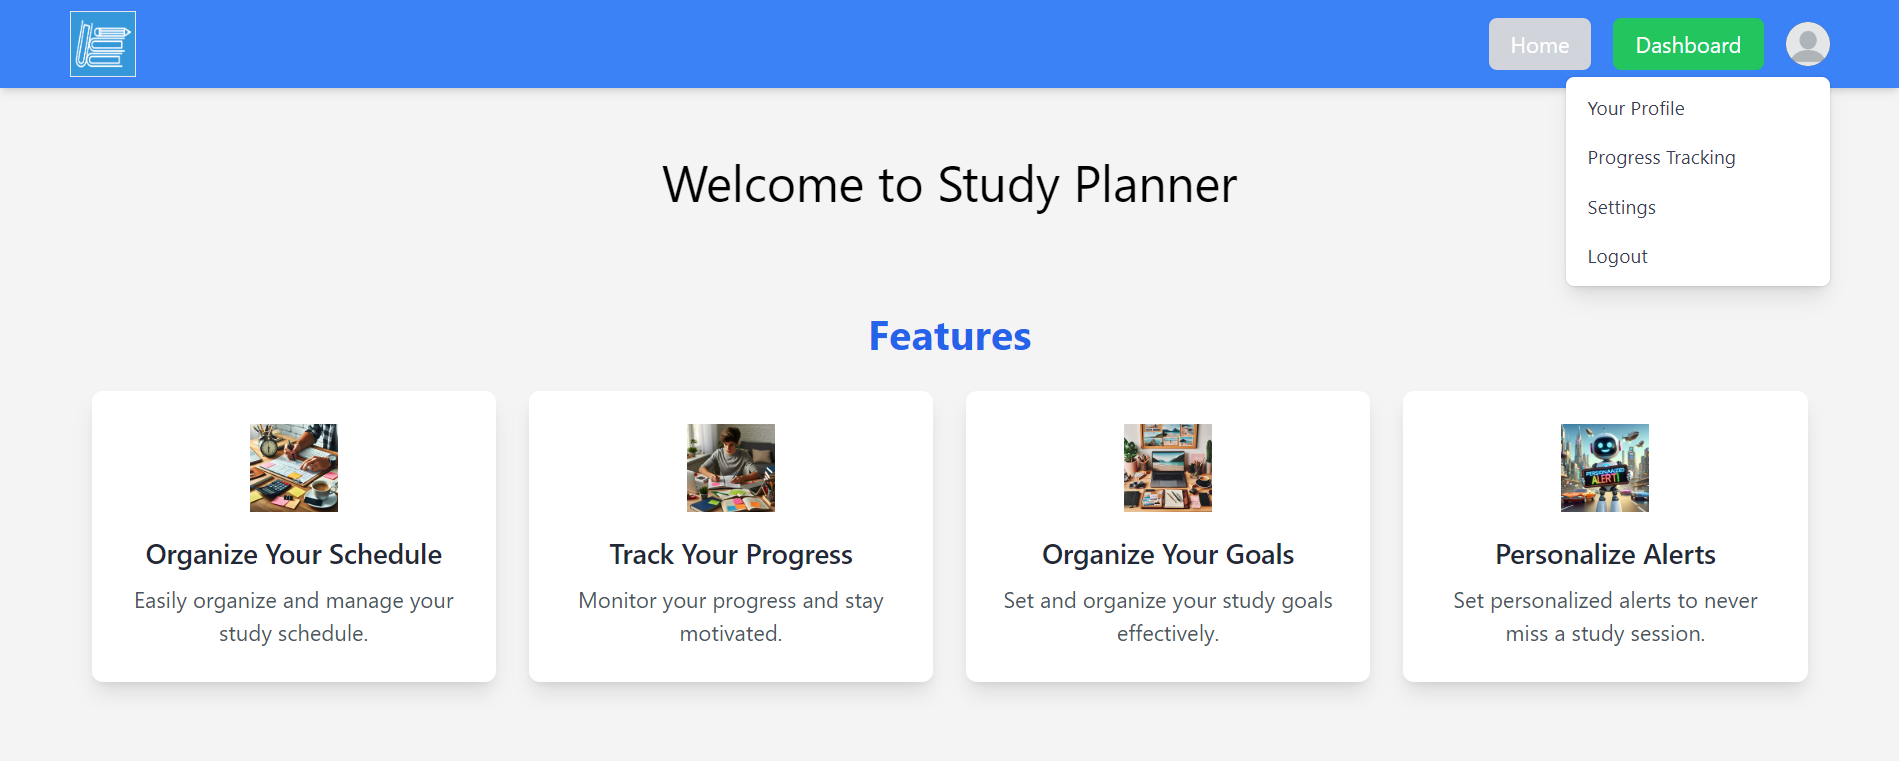 Home
Dashboard
Your Profile
Progress Tracking
Settings
Logout
Welcome to Study Planner
Features
Organize Your Schedule
Easily organize and manage your
study schedule.
Track Your Progress
Monitor your progress and stay
motivated.
Organize Your Goals
Set and organize your study goals
effectively.
ALERT!
Personalize Alerts
Set personalized alerts to never
miss a study session.